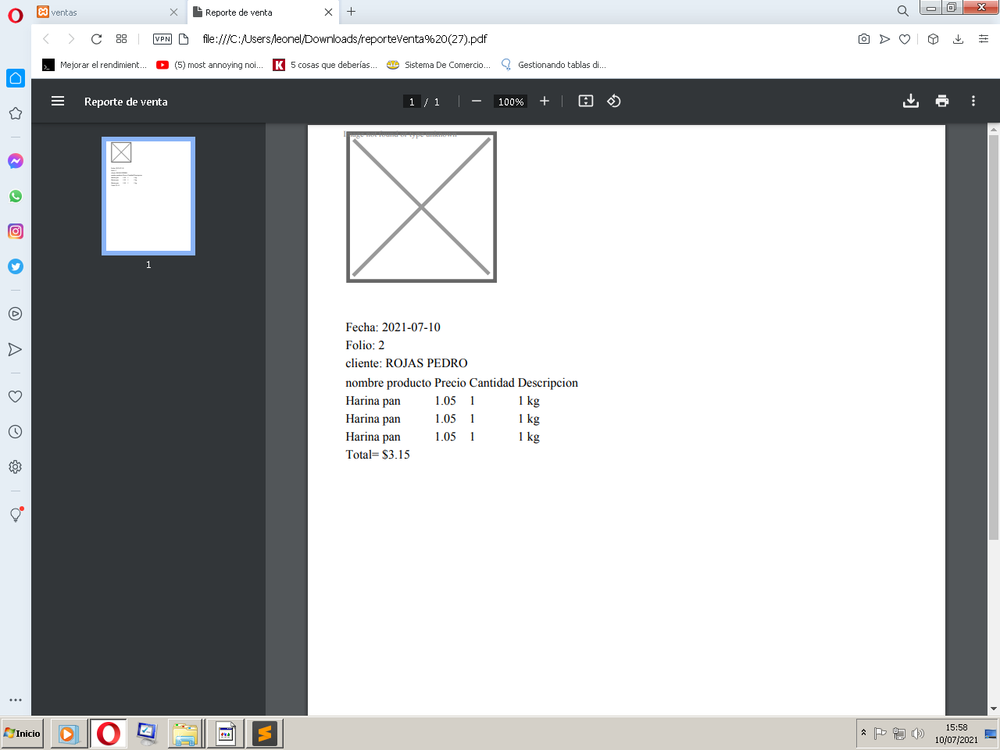 ventas
Reporte de venta
VPN
file:///C:/Users/leonel/Downloads/reporteVenta%20(27).pdf
Mejorar el rendimient...
(5) most annoying noi...
5 cosas que deberías...
Sistema De Comercio...
Gestionando tablas di...
Reporte de venta
1 / 1
100%
1
Image not found or type unknown
Fecha: 2021-07-10
Folio: 2
cliente: ROJAS PEDRO
nombre producto Precio Cantidad Descripcion
Harina pan 1.05 1 1 kg
Harina pan 1.05 1 1 kg
Harina pan 1.05 1 1 kg
Total= $3.15
Inicio
15:58
10/07/2021